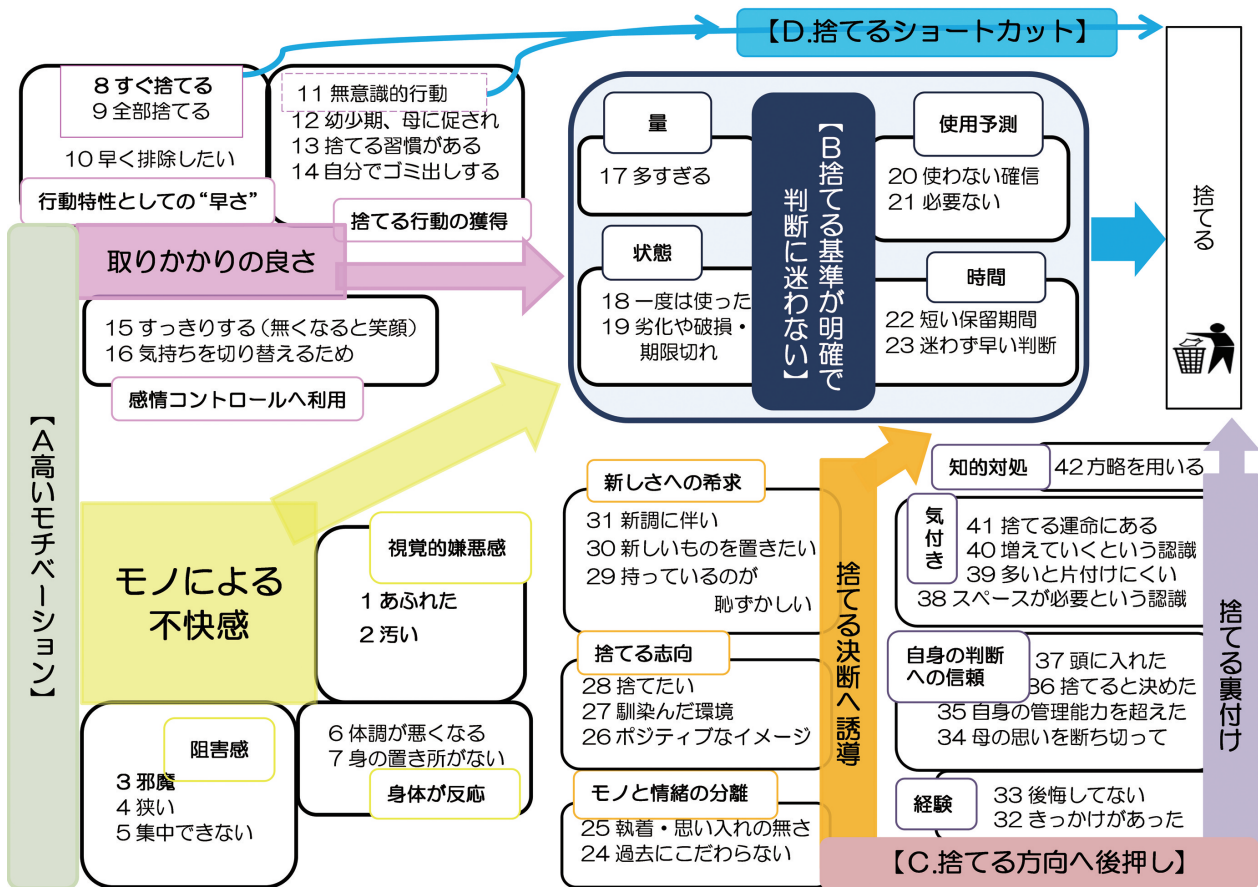 【D.捨てるショートカット】
8 すぐ捨てる
9 全部捨てる
10 早く排除したい
行動特性としての“早さ”
11 無意識的行動
12 幼少期、母に促され
13 捨てる習慣がある
14 自分でゴミ出しする
捨てる行動の獲得
取りかかりの良さ
15 すっきりする(無くなると笑顔)
16 気持ちを切り替えるため
感情コントロールへ利用
【A高いモチベーション】
モノによる
不快感
視覚的嫌悪感
1 あふれた
2 汚い
阻害感
3 邪魔
4 狭い
5 集中できない
6 体調が悪くなる
7 身の置き所がない
身体が反応
量
17 多すぎる
状態
18 一度は使った
19 劣化や破損・
期限切れ
【B捨てる基準が明確で
判断に迷わない】
使用予測
20 使わない確信
21 必要ない
時間
22 短い保留期間
23 迷わず早い判断
捨てる
新しさへの希求
31 新調に伴い
30 新しいものを置きたい
29 持っているのが
恥ずかしい
捨てる志向
28 捨てたい
27 馴染んだ環境
26 ポジティブなイメージ
モノと情緒の分離
25 執着・思い入れの無さ
24 過去にこだわらない
捨てる決断へ誘導
知的対処
42 方略を用いる
気付き
41 捨てる運命にある
40 増えていくという認識
39 多いと片付けにくい
38 スペースが必要という認識
自身の判断
への信頼
37 頭に入れた
36 捨てると決めた
35 自身の管理能力を超えた
34 母の思いを断ち切って
経験
33 後悔してない
32 きっかけがあった
捨てる裏付け
【C.捨てる方向へ後押し】